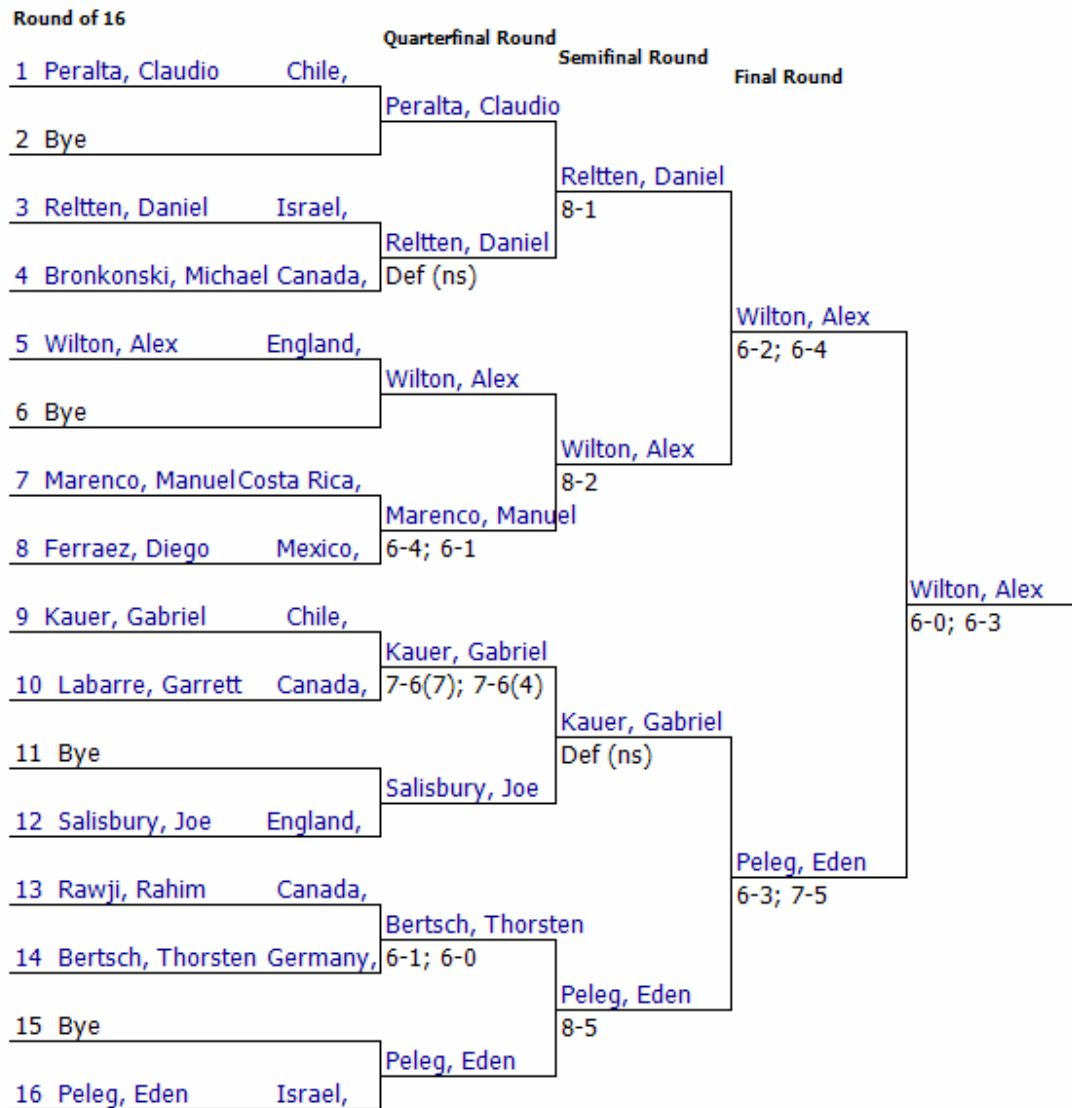 Round of 16
Quarterfinal Round
Semifinal Round
Final Round
1 Peralta, Claudio Chile,
2 Bye
3 Reltten, Daniel Israel,
4 Bronkonski, Michael Canada,
5 Wilton, Alex England,
6 Bye
7 Marenco, Manuel Costa Rica,
8 Ferraez, Diego Mexico,
9 Kauer, Gabriel Chile,
10 Labarre, Garrett Canada,
11 Bye
12 Salisbury, Joe England,
13 Rawji, Rahim Canada,
14 Bertsch, Thorsten Germany,
15 Bye
16 Peleg, Eden Israel,
Peralta, Claudio
Reltten, Daniel
Def (ns)
Wilton, Alex
Marenco, Manuel
6-4; 6-1
Kauer, Gabriel
7-6(7); 7-6(4)
Salisbury, Joe
Bertsch, Thorsten
6-1; 6-0
Peleg, Eden
Reltten, Daniel
8-1
Wilton, Alex
8-2
Kauer, Gabriel
Def (ns)
Peleg, Eden
8-5
Wilton, Alex
6-2; 6-4
Peleg, Eden
6-3; 7-5
Wilton, Alex
6-0; 6-3